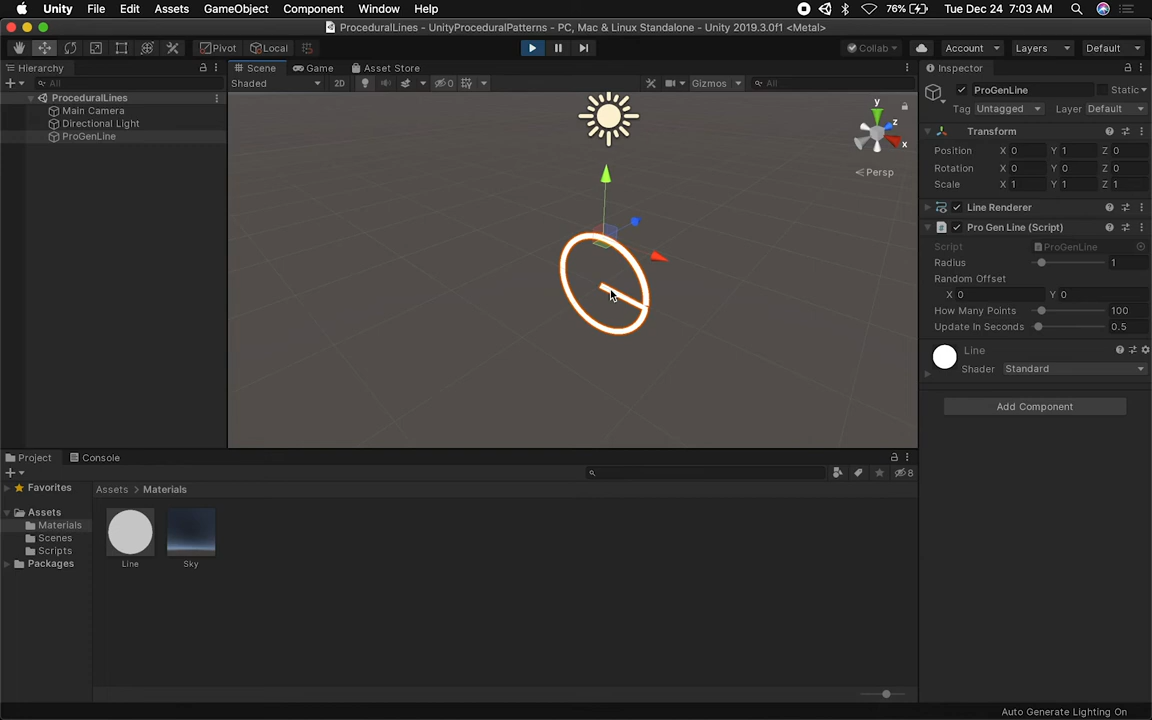 Unity File Edit Assets GameObject Component Window Help 76% Tue Dec 24 7:03 AM
ProceduralLines - UnityProceduralPatterns - PC, Mac & Linux Standalone - Unity 2019.3.0f1 <Metal>
Pivot Local Collab Account Layers Default
Hierarchy Scene Game Asset Store Inspector
All Shaded 2D 0 Gizmos All ProGenLine Static
ProceduralLines
Main Camera
Directional Light
ProGenLine
y
z
x
Persp
Tag Untagged Layer Default
Transform
Position X 0 Y 1 Z 0
Rotation X 0 Y 0 Z 0
Scale X 1 Y 1 Z 1
Line Renderer
Pro Gen Line (Script)
Script ProGenLine
Radius 1
Random Offset
X 0 Y 0
How Many Points 100
Update In Seconds 0.5
Line
Shader Standard
Add Component
Project Console
8
Favorites Assets > Materials
Assets
Materials
Scenes
Scripts
Packages
Line Sky
Auto Generate Lighting On